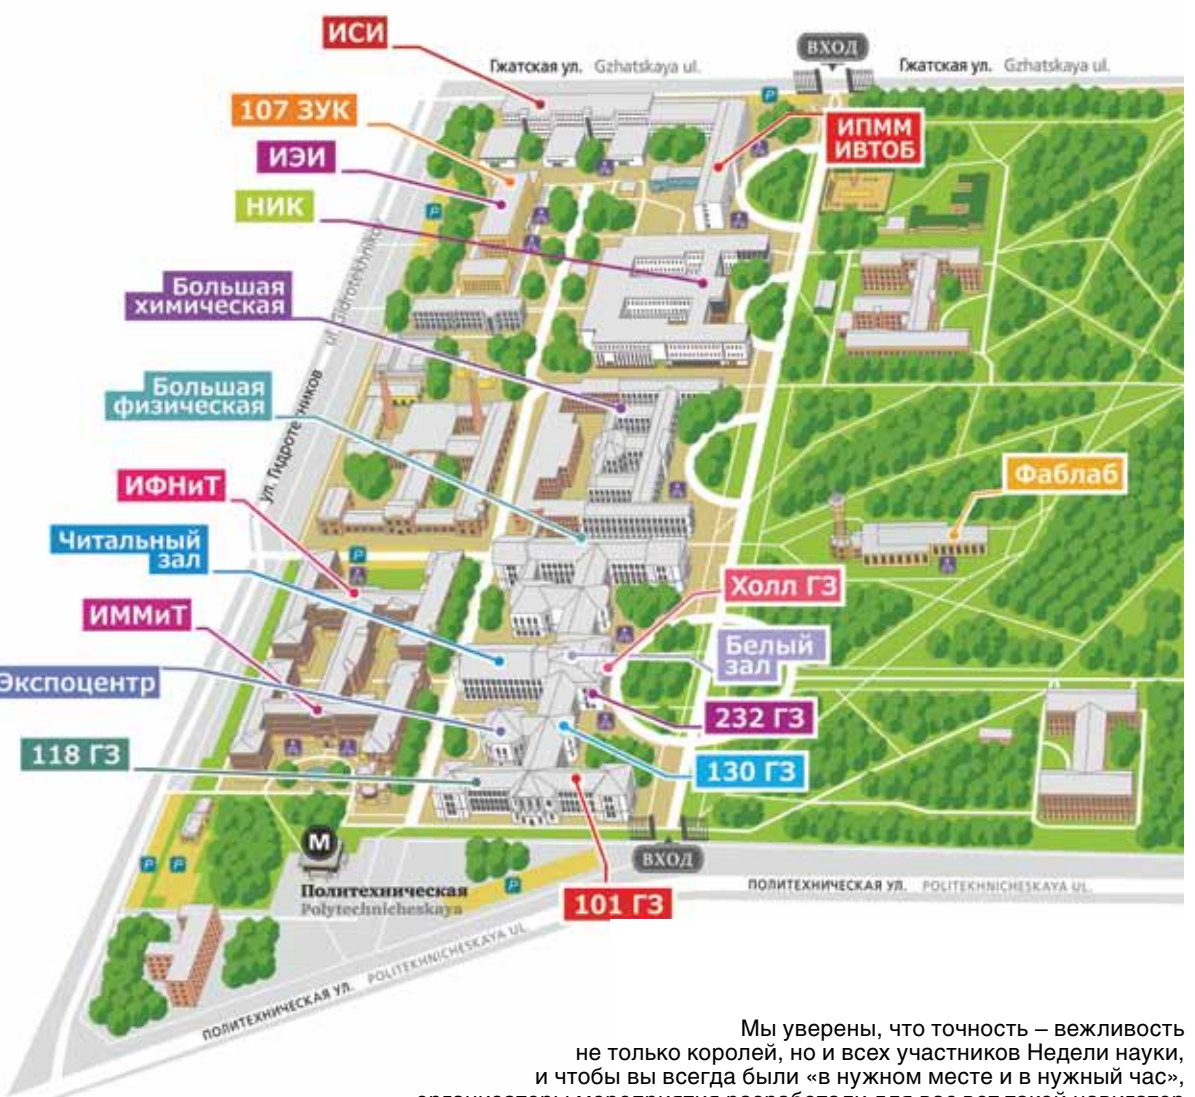 ИСИ
ВХОД
Гжатская ул. Gzhatskaya ul.
Гжатская ул. Gzhatskaya ul.
107 ЗУК
ИПММ
ИВТОБ
ИЭИ
НИК
Большая
химическая
ul. Gidrotekhnikov
Большая
физическая
ул. Гидротехников
ИФНиТ
Фаблаб
Читальный
зал
Холл ГЗ
ИММиТ
Белый
зал
Экспоцентр
232 ГЗ
118 ГЗ
130 ГЗ
М
ВХОД
Политехническая
Polytechnicheskaya
ПОЛИТЕХНИЧЕСКАЯ УЛ. POLITEKHNICHESKAYA UL.
101 ГЗ
ПОЛИТЕХНИЧЕСКАЯ УЛ. POLITEKHNICHESKAYA UL.
Мы уверены, что точность – вежливость
не только королей, но и всех участников Недели науки,
и чтобы вы всегда были «в нужном месте и в нужный час»,